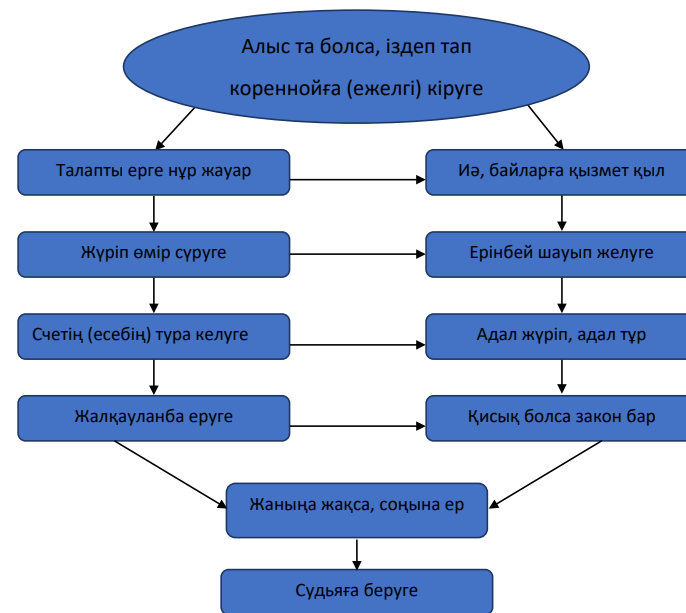 Алыс та болса, іздеп тап
кореннойға (ежелгі) кіруге
Талапты ерге нұр жауар
Иә, байларға қызмет қыл
Жүріп өмір сүруге
Ерінбей шауып желуге
Счетің (есебің) тура келуге
Адал жүріп, адал тұр
Жалқауланба еруге
Қисық болса закон бар
Жаныңа жақса, соңына ер
Судьяға беруге